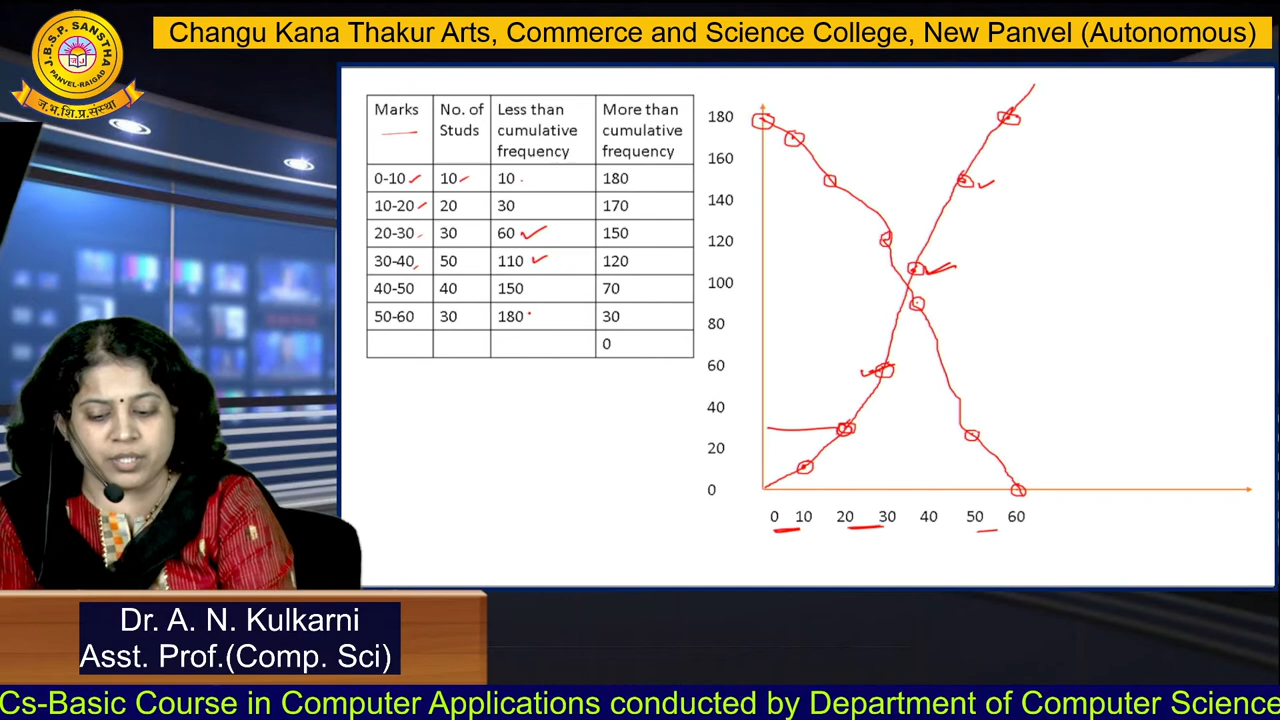 Changu Kana Thakur Arts, Commerce and Science College, New Panvel (Autonomous)
J.B.S.P. SANSTHA
PANVEL-RAIGAD
ज.भ.शि.प्र.संस्था
Marks No. of Studs Less than cumulative frequency More than cumulative frequency
0-10 10 10 180
10-20 20 30 170
20-30 30 60 150
30-40 50 110 120
40-50 40 150 70
50-60 30 180 30
0
180
160
140
120
100
80
60
40
20
0
0 10 20 30 40 50 60
Dr. A. N. Kulkarni
Asst. Prof.(Comp. Sci)
Cs-Basic Course in Computer Applications conducted by Department of Computer Science